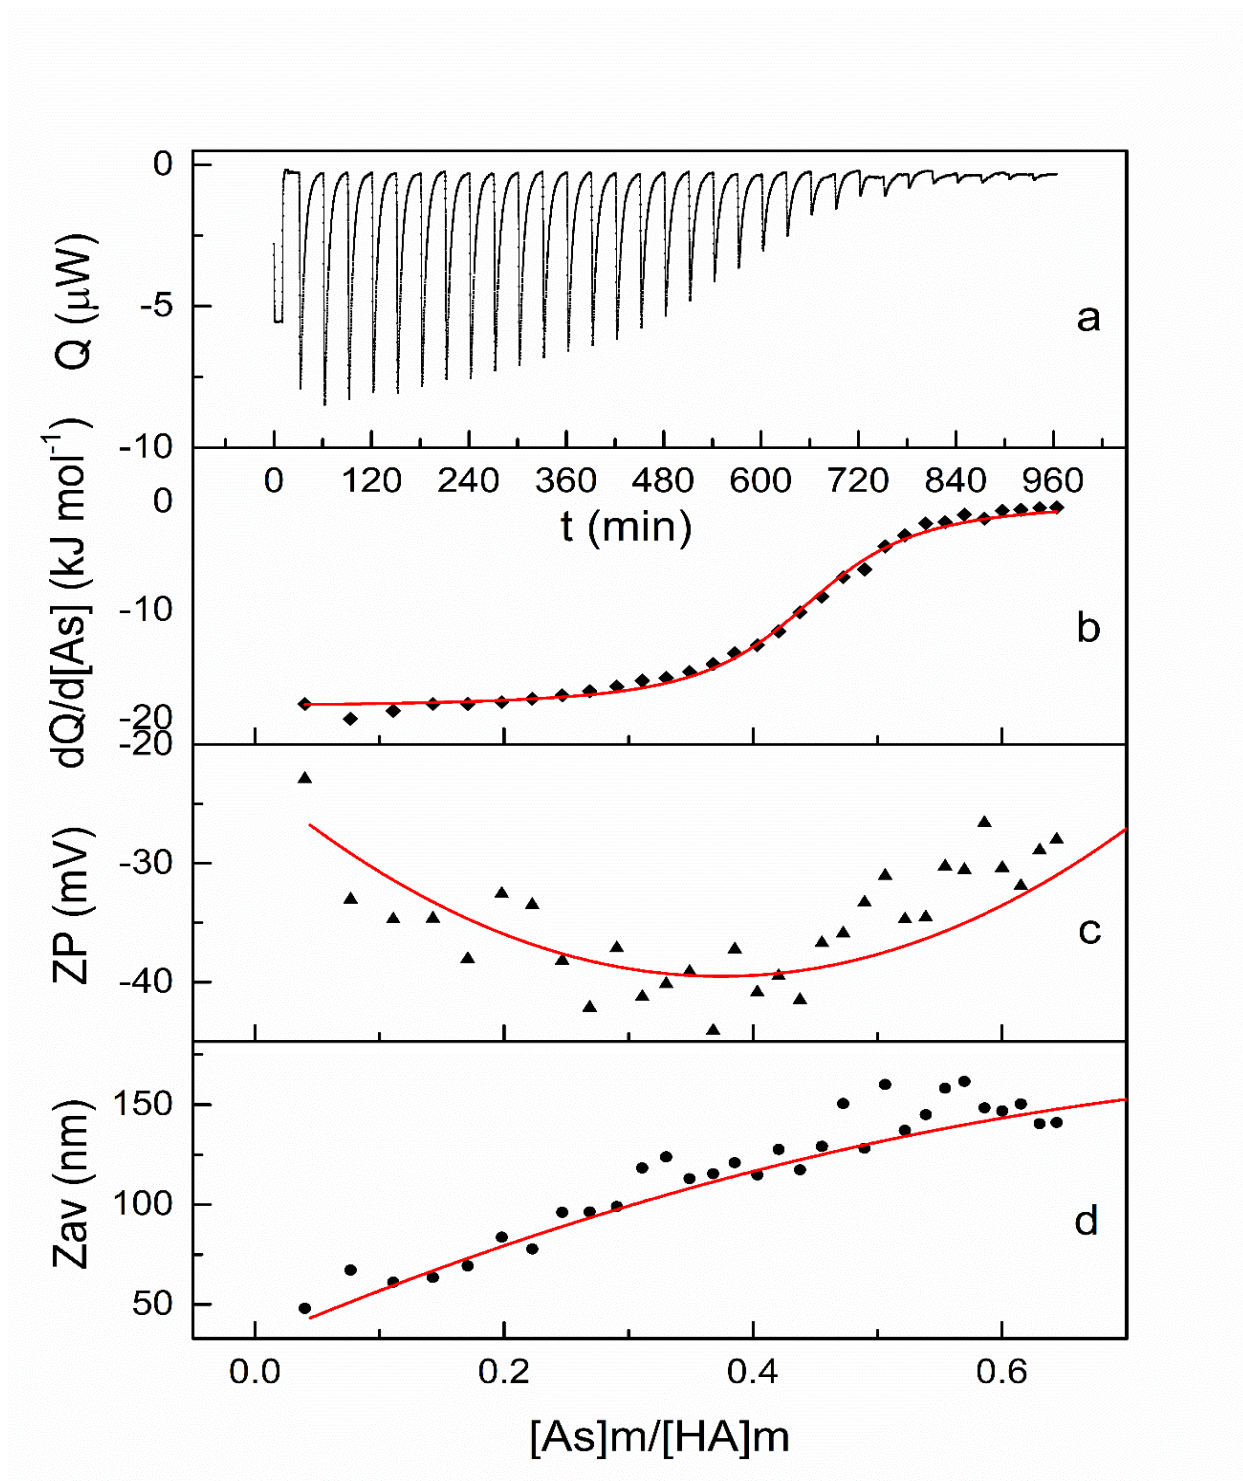 0
-5
-10
Q (μW)
a
0 120 240 360 480 600 720 840 960
t (min)
0
-10
-20
dQ/d[As] (kJ mol⁻¹)
b
-20
-30
-40
ZP (mV)
c
150
100
50
Zav (nm)
d
0.0 0.2 0.4 0.6
[As]m/[HA]m